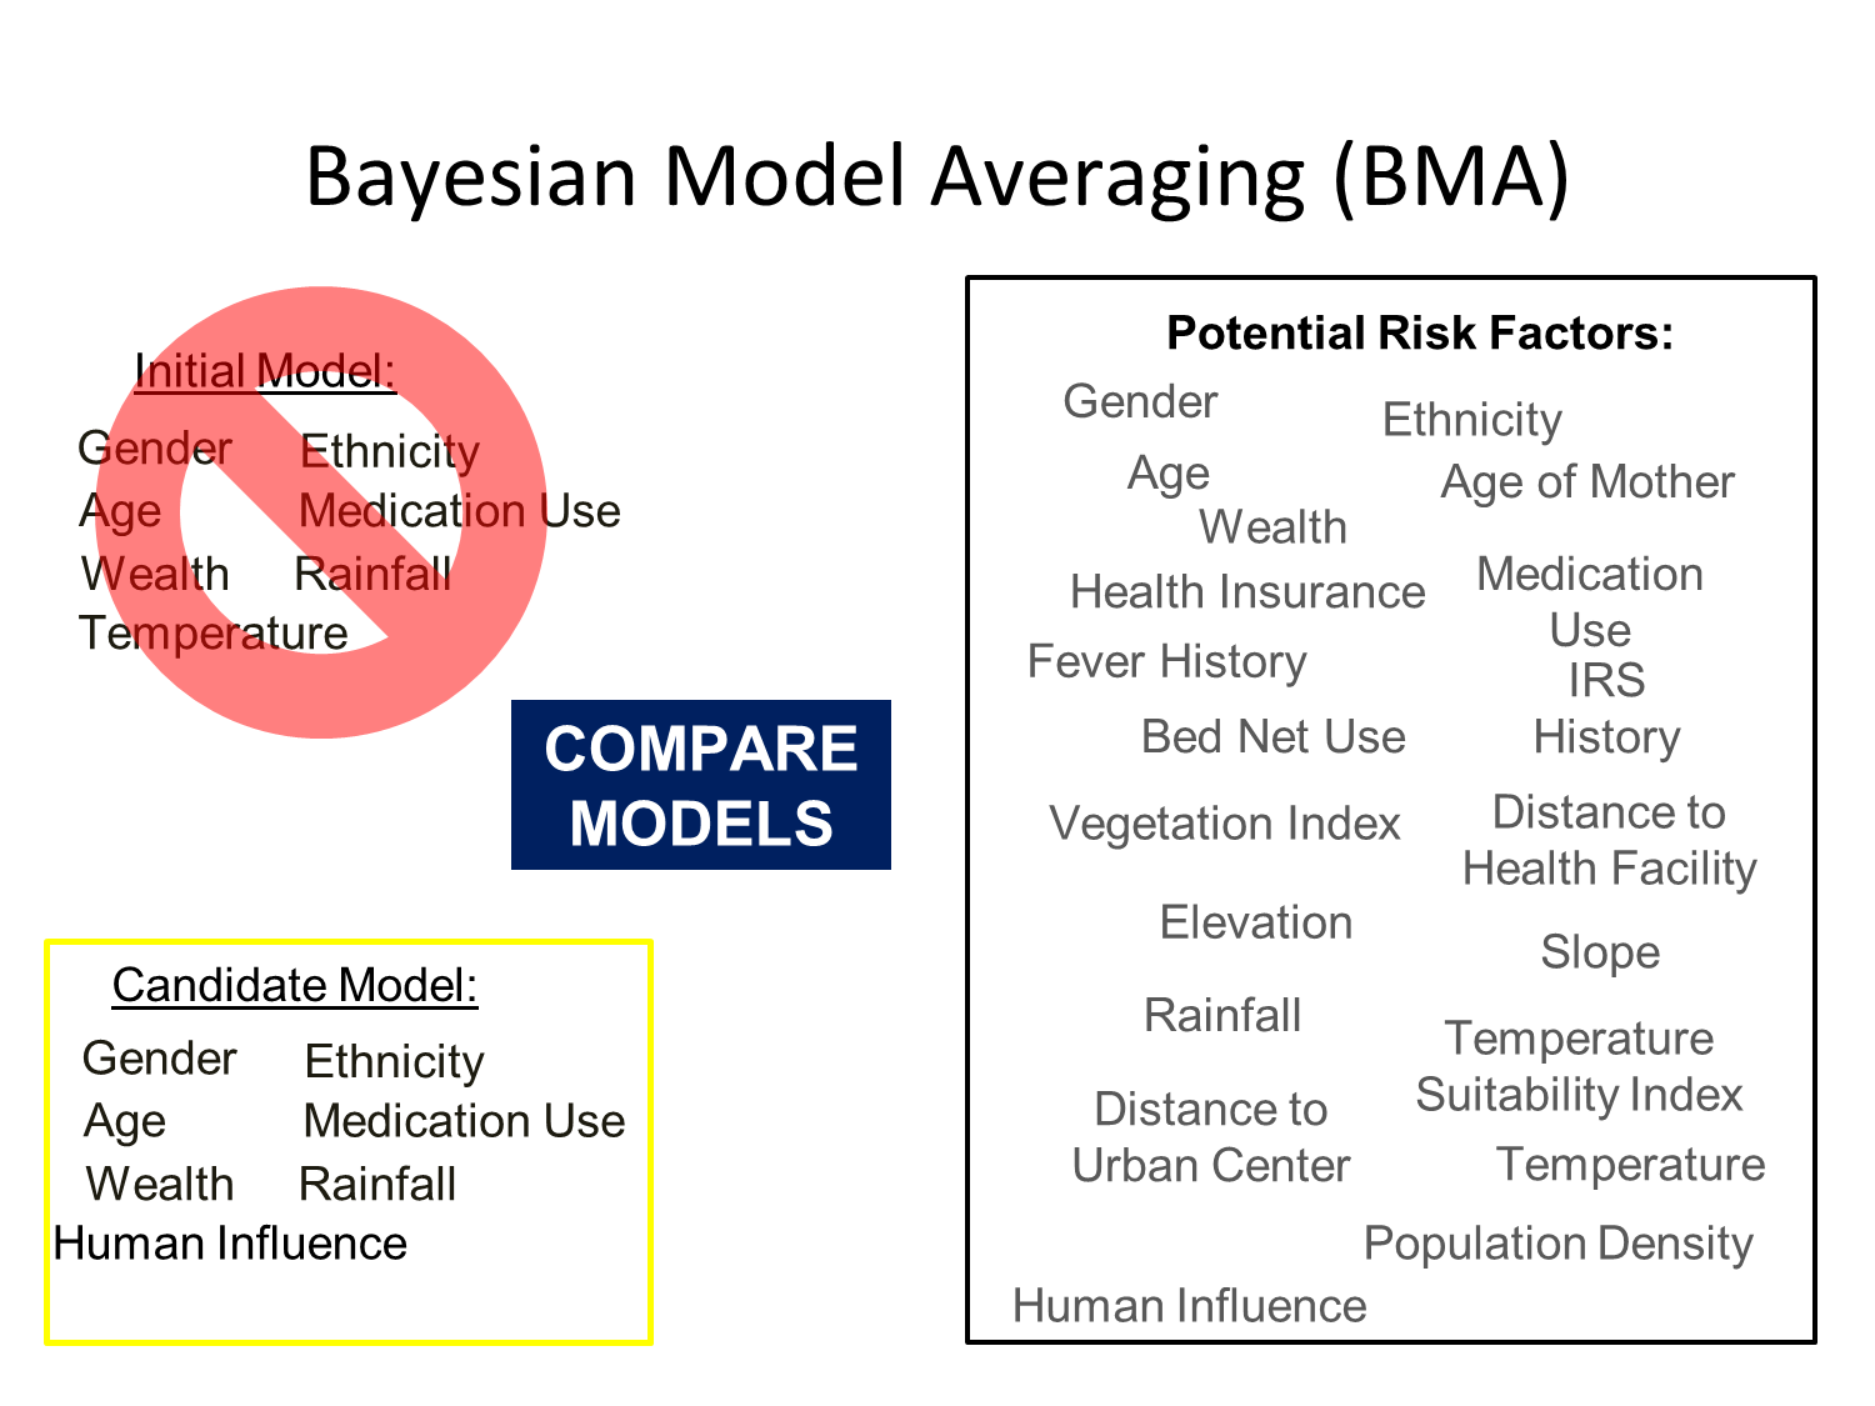 Bayesian Model Averaging (BMA)
Initial Model:
Gender Ethnicity
Age Medication Use
Wealth Rainfall
Temperature
COMPARE
MODELS
Candidate Model:
Gender Ethnicity
Age Medication Use
Wealth Rainfall
Human Influence
Potential Risk Factors:
Gender
Ethnicity
Age
Age of Mother
Wealth
Medication
Use
Health Insurance
Fever History
IRS
History
Bed Net Use
Vegetation Index
Distance to
Health Facility
Elevation
Slope
Rainfall
Temperature
Suitability Index
Distance to
Urban Center
Temperature
Population Density
Human Influence